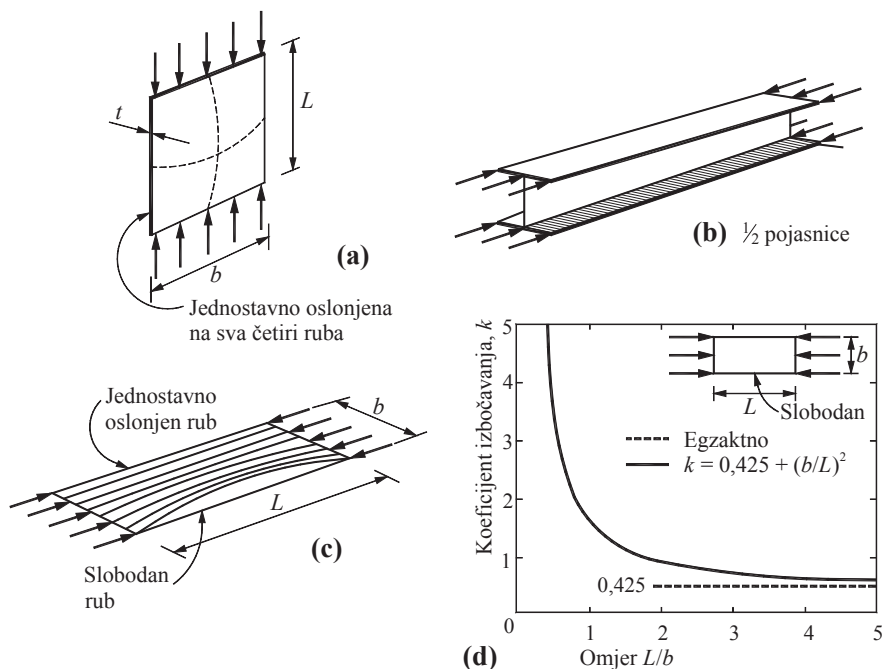 t
L
b
(a)
Jednostavno oslonjena
na sva četiri ruba
(b) ½ pojasnice
Jednostavno
oslonjen rub
b
L
Slobodan
rub
(c)
Koeficijent izbočavanja, k
5
4
3
2
1
0
b
L
Slobodan
Egzaktno
k = 0,425 + (b/L)²
0,425
1 2 3 4 5
Omjer L/b
(d)